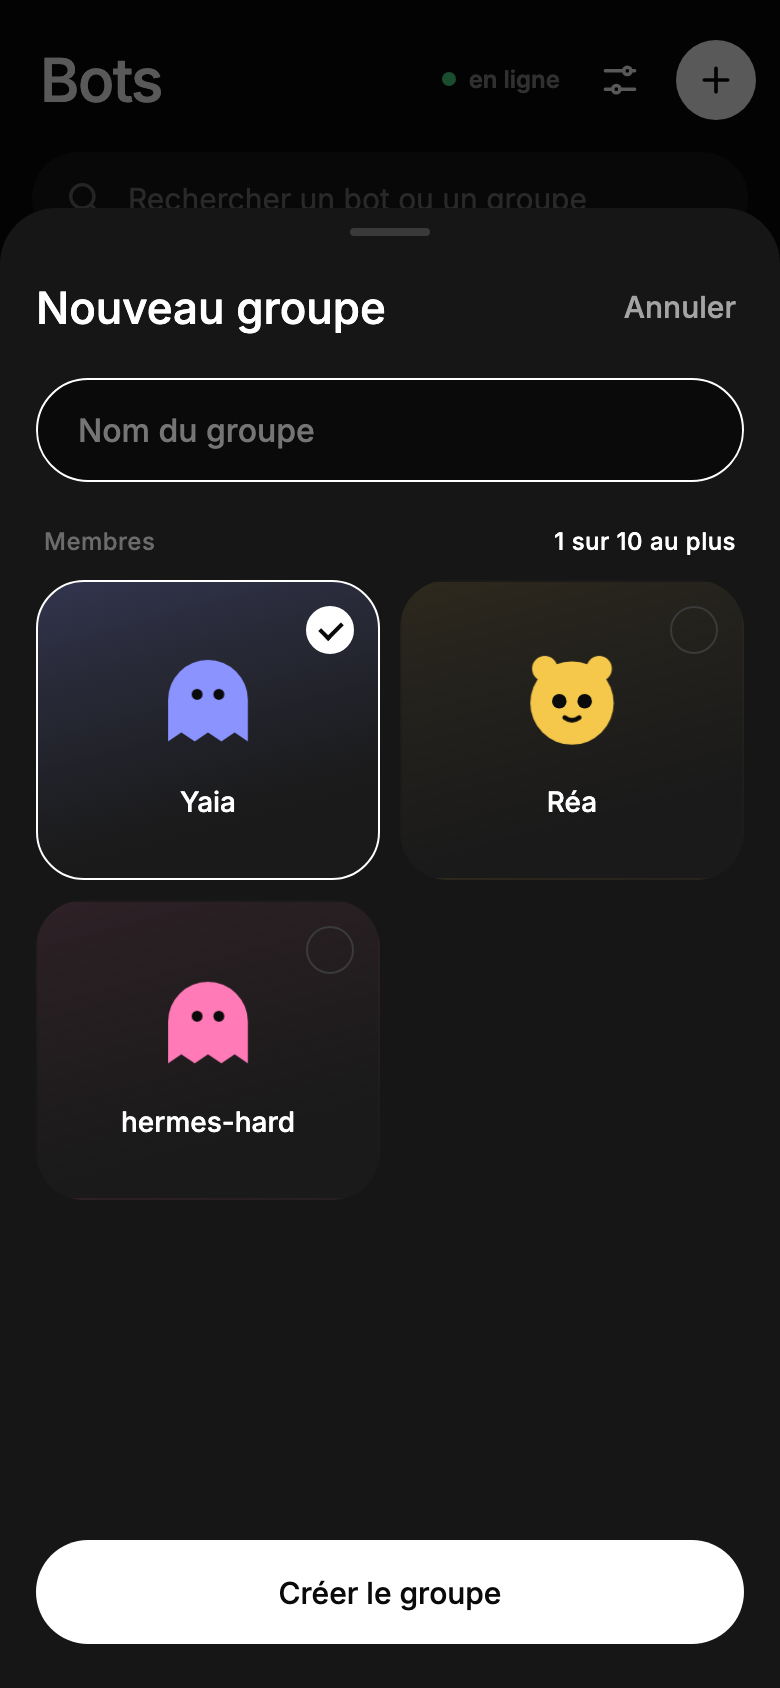 Bots
en ligne
Rechercher un bot ou un groupe
Nouveau groupe
Annuler
Nom du groupe
Membres
1 sur 10 au plus
Yaia
Réa
hermes-hard
Créer le groupe